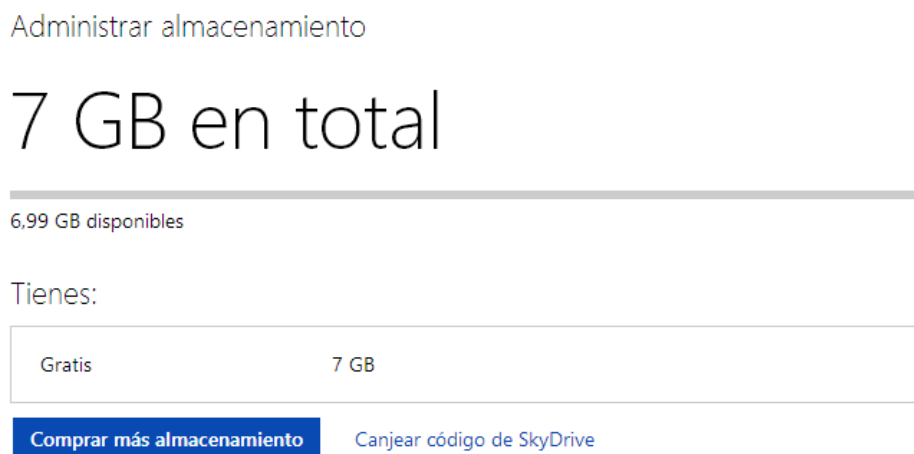 Administrar almacenamiento
7 GB en total
6,99 GB disponibles
Tienes:
Gratis 7 GB
Comprar más almacenamiento Canjear código de SkyDrive